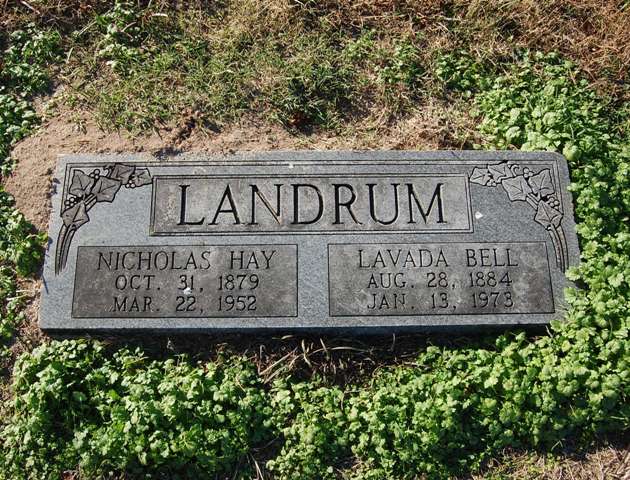 LANDRUM
NICHOLAS HAY
OCT. 31, 1879
MAR. 22, 1952
LAVADA BELL
AUG. 28, 1884
JAN. 13, 1973